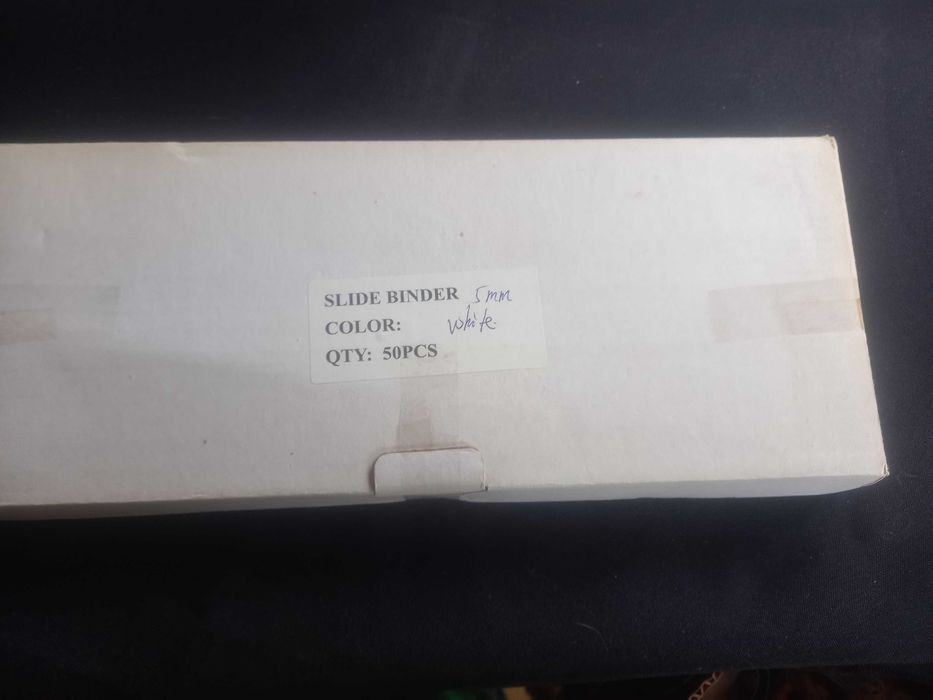 SLIDE BINDER 5mm
COLOR: white
QTY: 50PCS